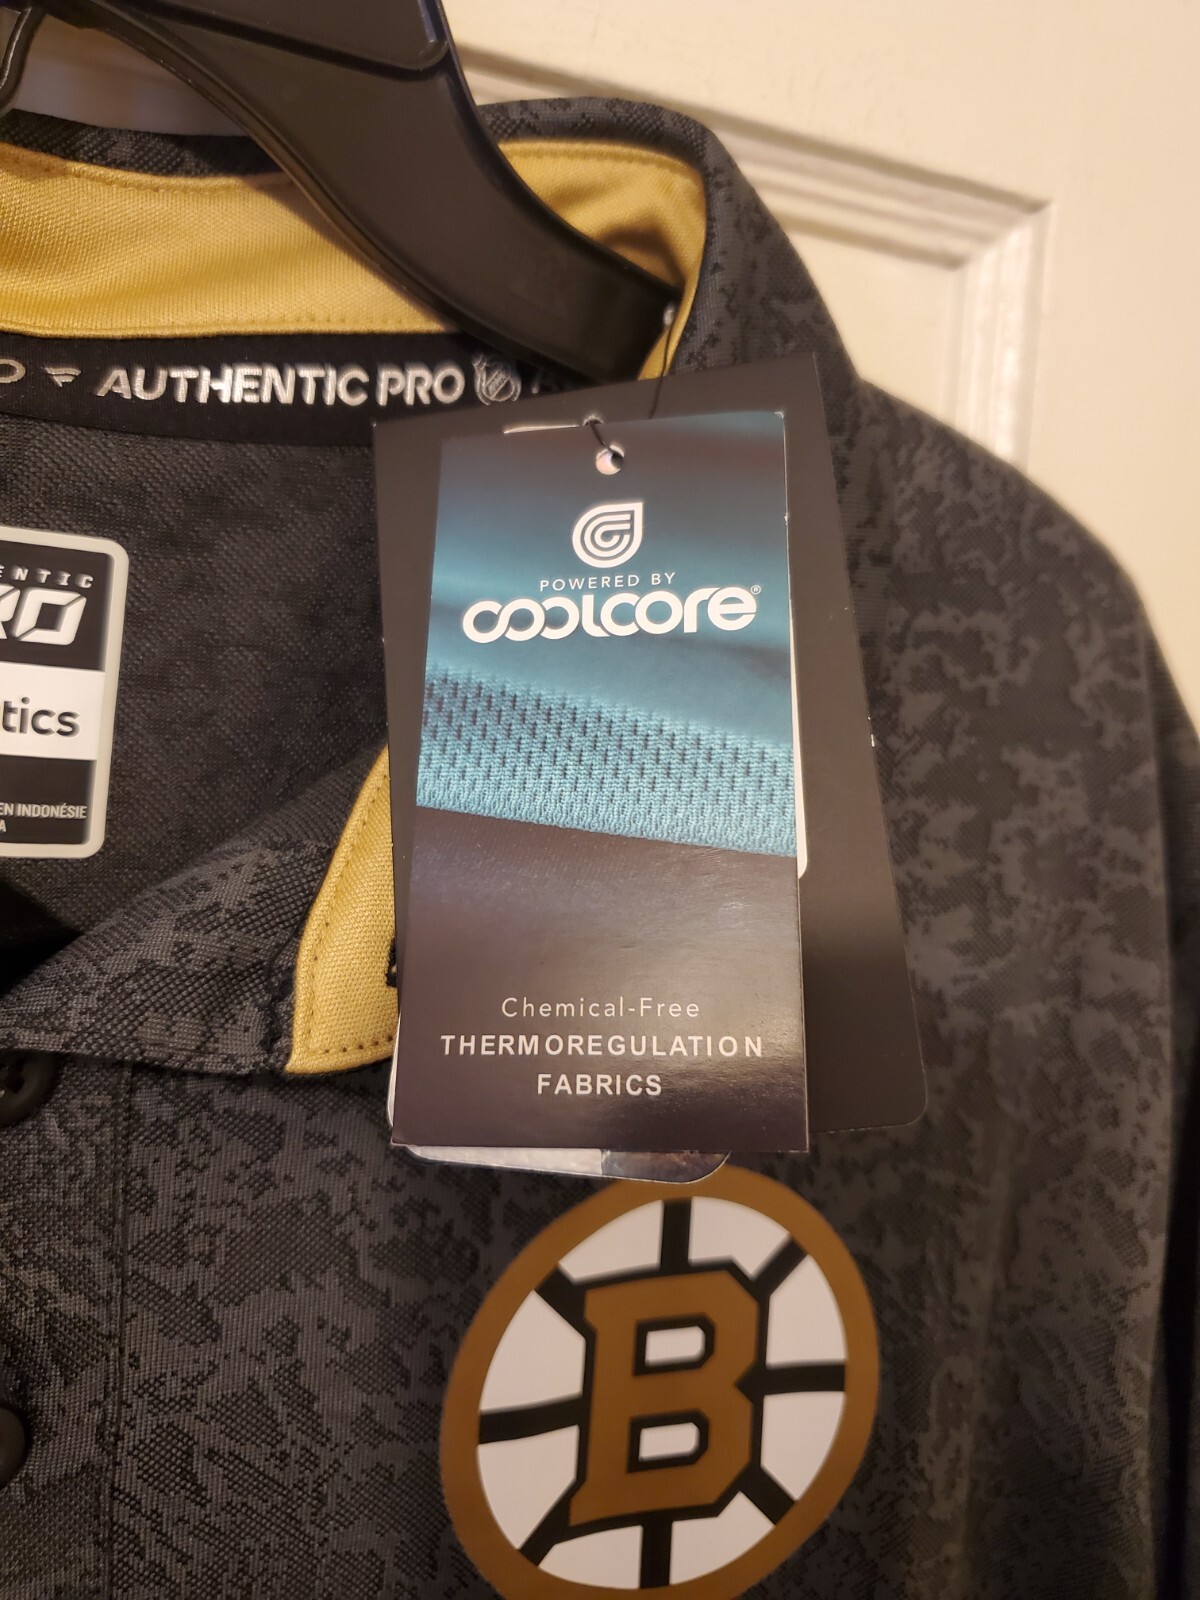 AUTHENTIC PRO
POWERED BY
coolcore®
Chemical-Free
THERMOREGULATION
FABRICS
tics
EN INDONÉSIE
B